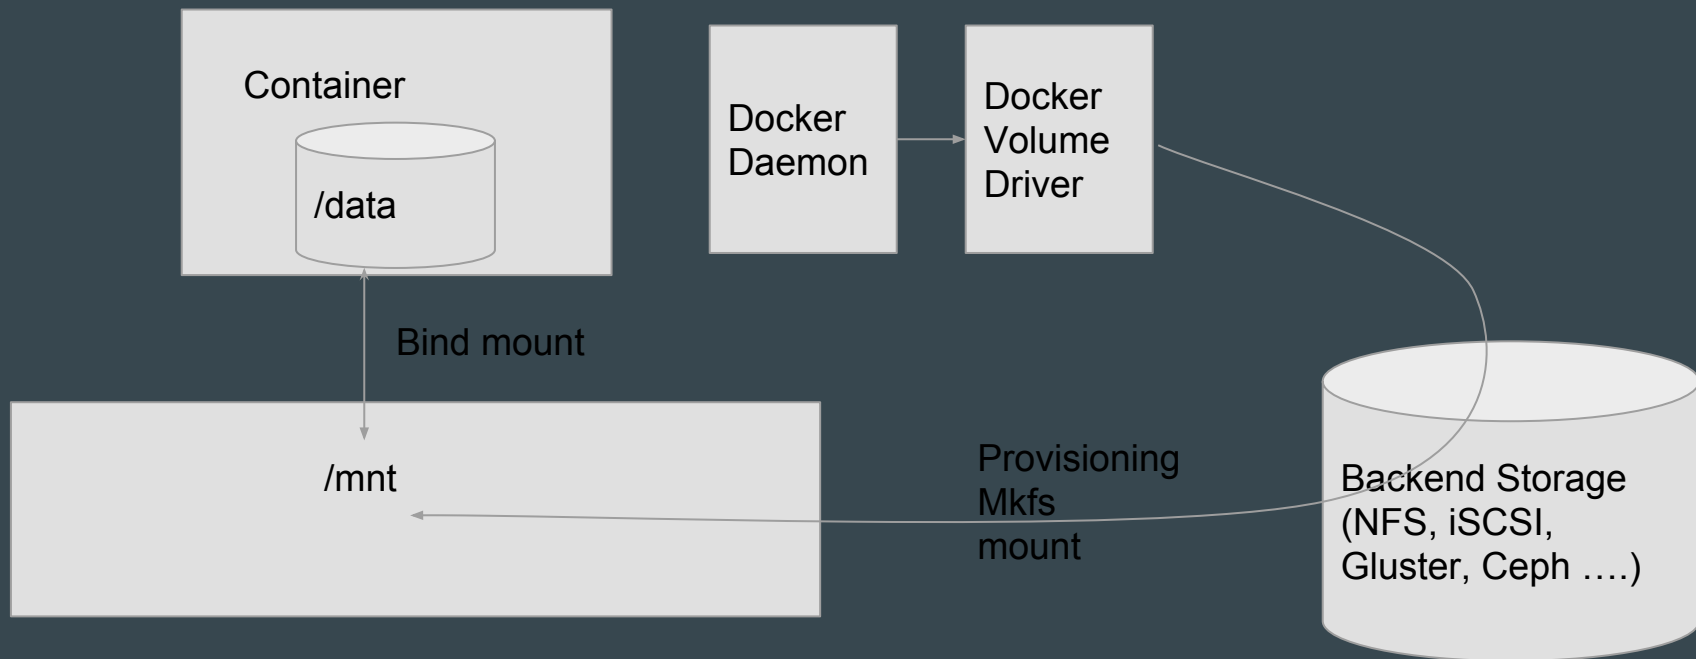 Container
/data
Docker
Daemon
Docker
Volume
Driver
Bind mount
/mnt
Provisioning
Mkfs
mount
Backend Storage
(NFS, iSCSI,
Gluster, Ceph ….)